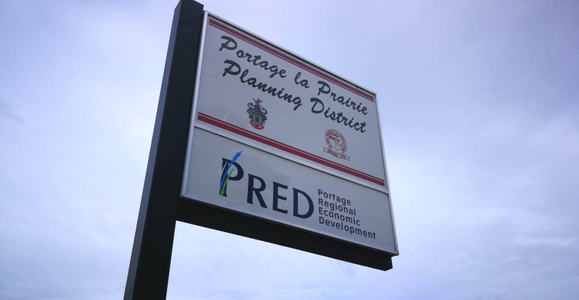 Portage la Prairie
Planning District
PRED
Portage
Regional
Economic
Development